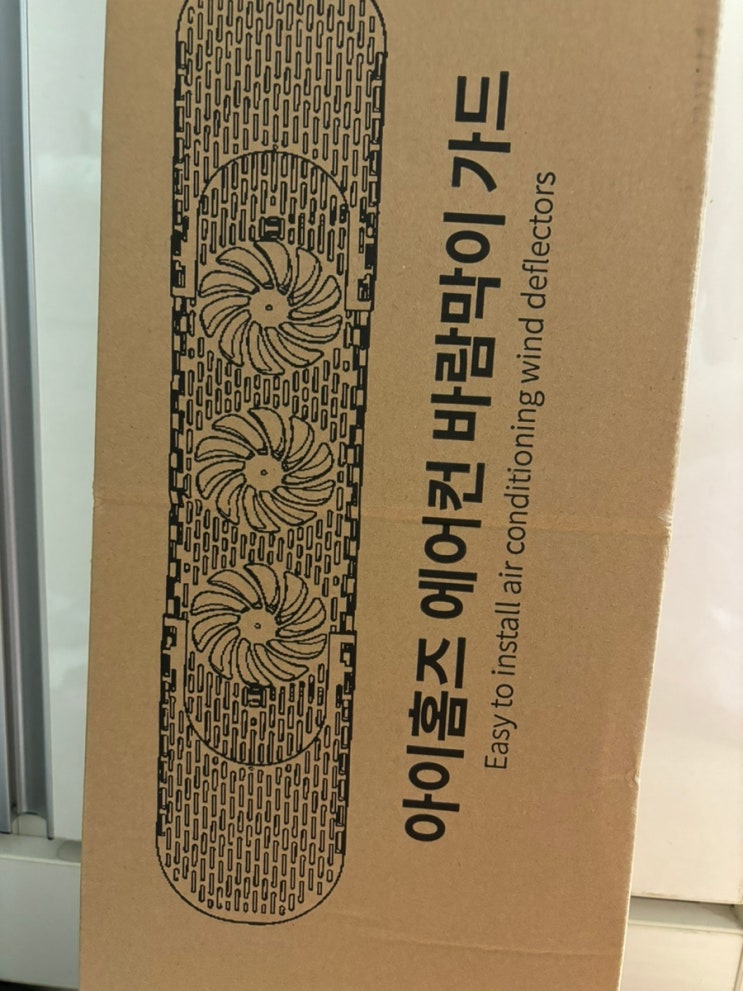 아이홈즈 에어컨 바람막이 가드
Easy to install air conditioning wind deflectors